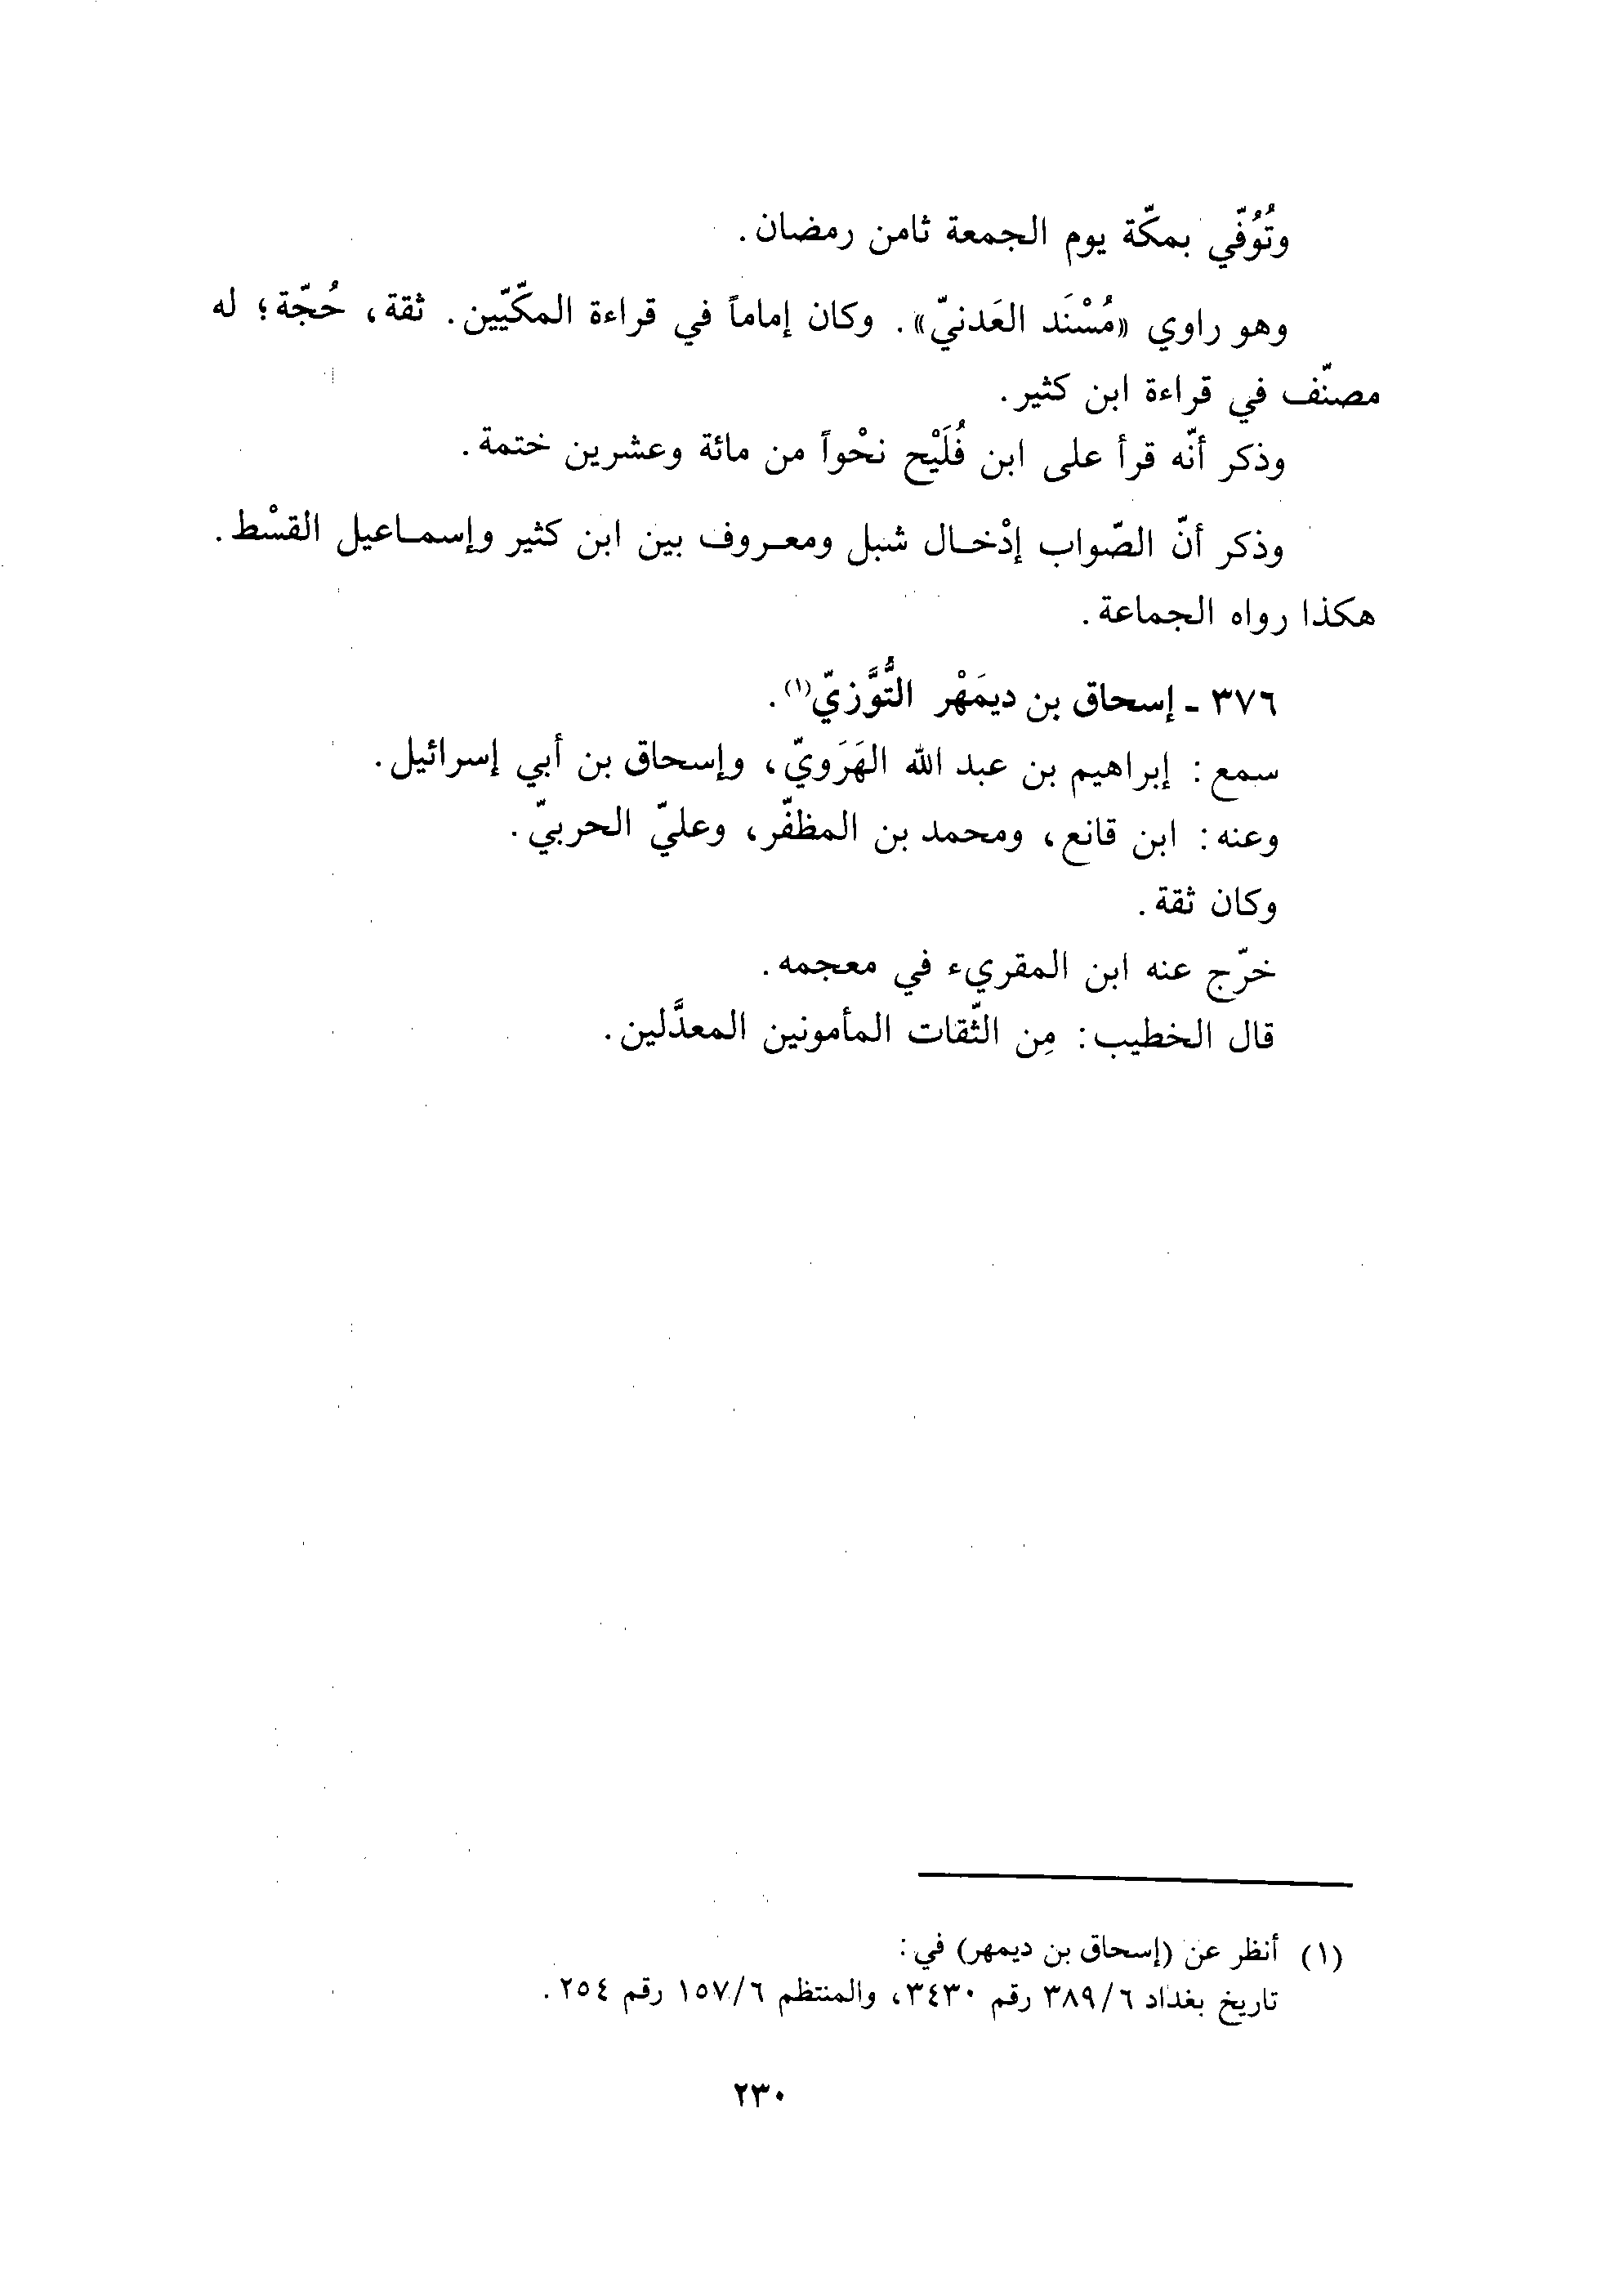 وتُوُفّي بمكّة يوم الجمعة ثامن رمضان.
وهو راوي «مُسْنَد العَدنيّ». وكان إماماً في قراءة المكّيّين. ثقة، حُجّة؛ له
مصنّف في قراءة ابن كثير.
وذكر أنّه قرأ على ابن فُلَيْح نحْواً من مائة وعشرين ختمة.
وذكر أنّ الصّواب إدْخـال شبل ومعـروف بين ابن كثير وإسمـاعيل القسْط.
هكذا رواه الجماعة.
٣٧٦ ـ إسحاق بن ديمَهْر التُّوَّزيّ(١).
سمع: إبراهيم بن عبد الله الهَرَويّ، وإسحاق بن أبي إسرائيل.
وعنه: ابن قانع، ومحمد بن المظفّر، وعليّ الحربيّ.
وكان ثقة.
خرّج عنه ابن المقريء في معجمه.
قال الخطيب: مِن الثّقات المأمونين المعدَّلين.
(١) أنظر عن (إسحاق بن ديمهر) في:
تاريخ بغداد ٣٨٩/٦ رقم ٣٤٣٠، والمنتظم ١٥٧/٦ رقم ٢٥٤.
٢٣٠